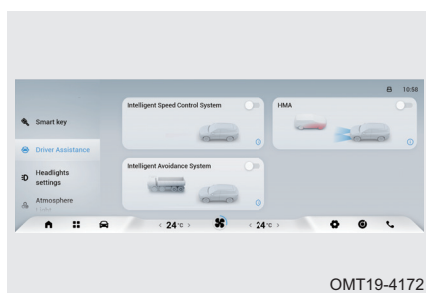 10:58
Intelligent Speed Control System
HMA
Smart key
Driver Assistance
Intelligent Avoidance System
Headlights
settings
Atmosphere
< 24°C >
< 24°C >
OMT19-4172